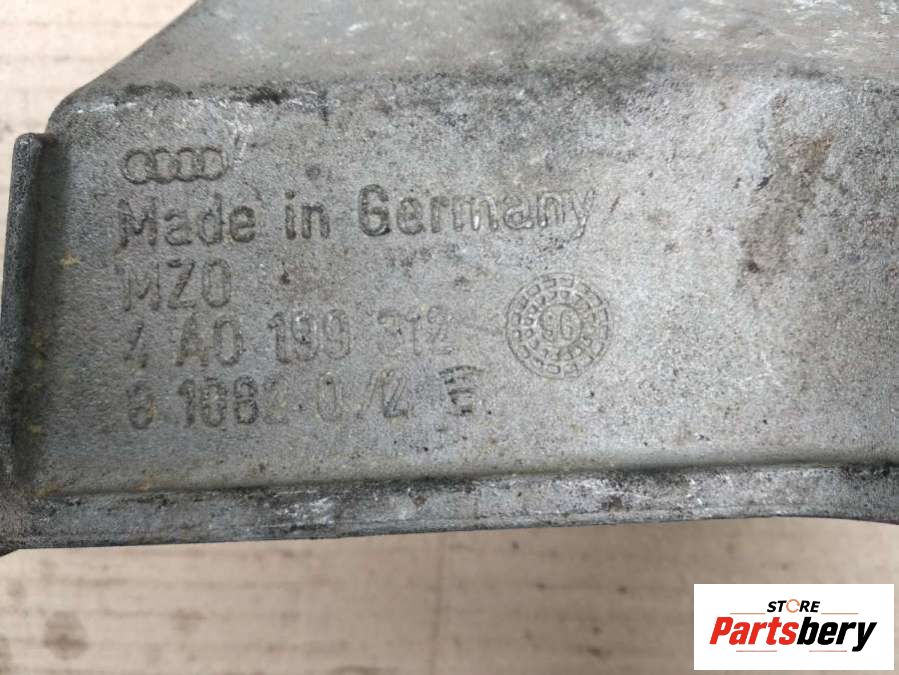 Made in Germany
MZO
4 A0 199 312
96
STORE
Partsbery